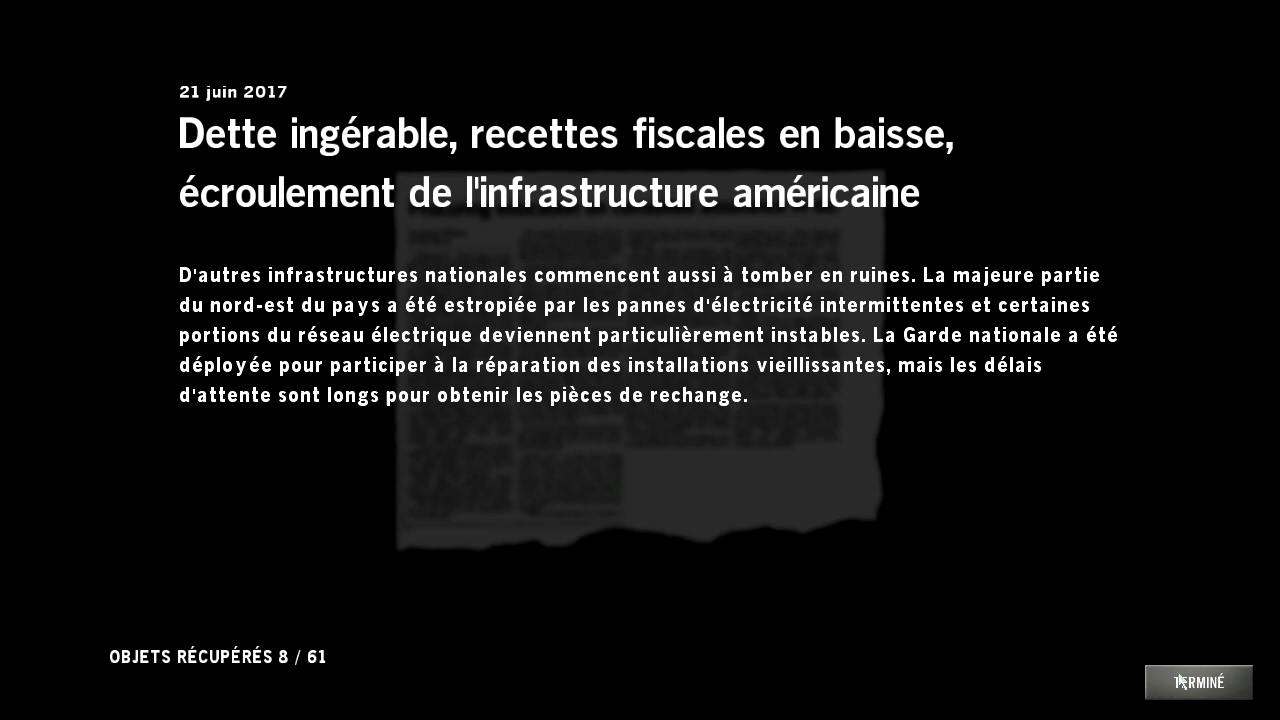 21 juin 2017
Dette ingérable, recettes fiscales en baisse,
écroulement de l'infrastructure américaine
D'autres infrastructures nationales commencent aussi à tomber en ruines. La majeure partie
du nord-est du pays a été estropiée par les pannes d'électricité intermittentes et certaines
portions du réseau électrique deviennent particulièrement instables. La Garde nationale a été
déployée pour participer à la réparation des installations vieillissantes, mais les délais
d'attente sont longs pour obtenir les pièces de rechange.
OBJETS RÉCUPÉRÉS 8 / 61
TERMINÉ